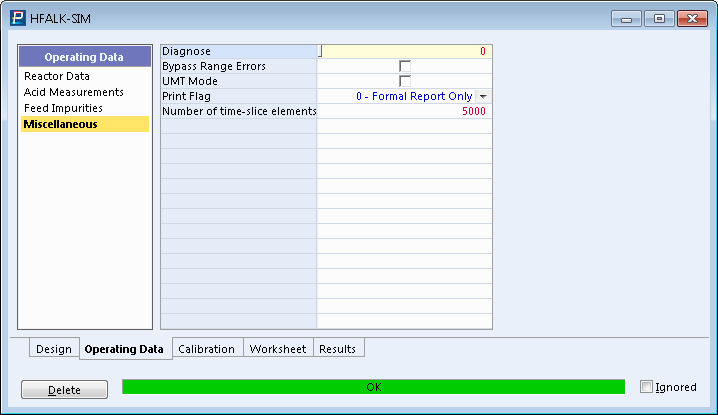 HFALK-SIM
Operating Data
Reactor Data
Acid Measurements
Feed Impurities
Miscellaneous
Diagnose 0
Bypass Range Errors
UMT Mode
Print Flag 0 - Formal Report Only
Number of time-slice elements 5000
Design Operating Data Calibration Worksheet Results
Delete OK Ignored